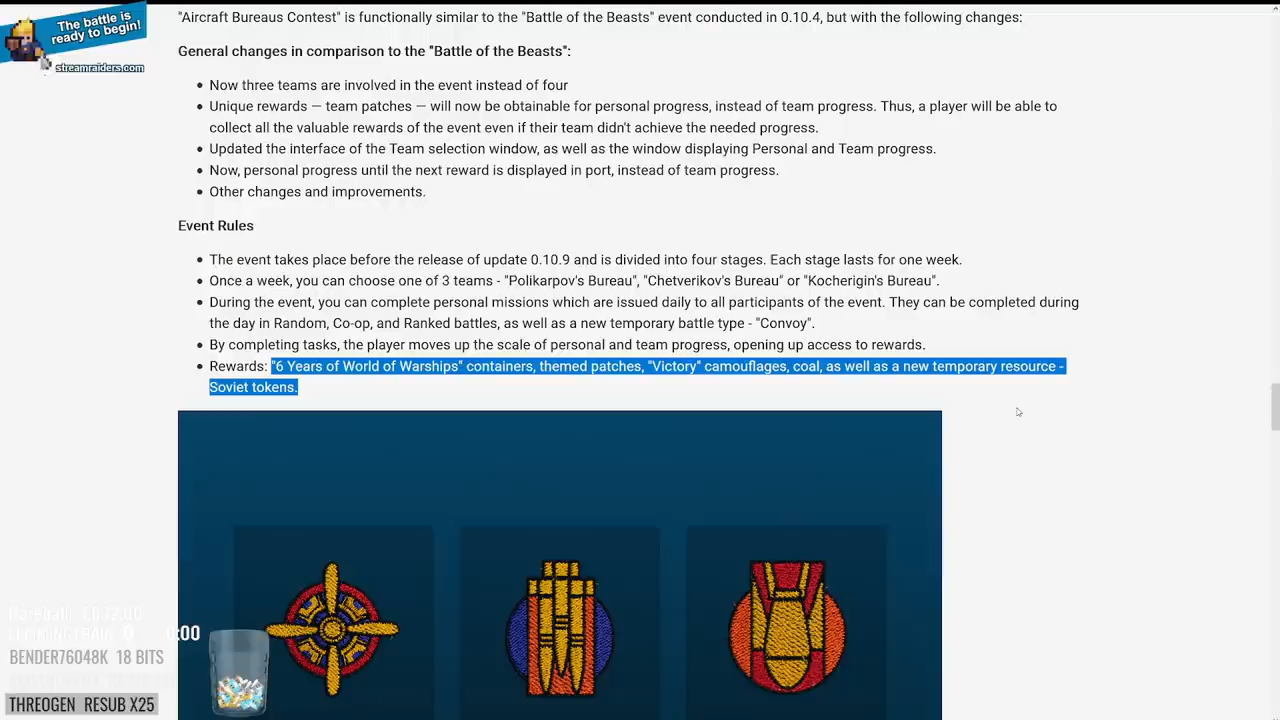 The battle is
ready to begin!
streamraiders.com
"Aircraft Bureaus Contest" is functionally similar to the "Battle of the Beasts" event conducted in 0.10.4, but with the following changes:
General changes in comparison to the "Battle of the Beasts":
Now three teams are involved in the event instead of four
Unique rewards — team patches — will now be obtainable for personal progress, instead of team progress. Thus, a player will be able to
collect all the valuable rewards of the event even if their team didn't achieve the needed progress.
Updated the interface of the Team selection window, as well as the window displaying Personal and Team progress.
Now, personal progress until the next reward is displayed in port, instead of team progress.
Other changes and improvements.
Event Rules
The event takes place before the release of update 0.10.9 and is divided into four stages. Each stage lasts for one week.
Once a week, you can choose one of 3 teams - "Polikarpov's Bureau", "Chetverikov's Bureau" or "Kocherigin's Bureau".
During the event, you can complete personal missions which are issued daily to all participants of the event. They can be completed during
the day in Random, Co-op, and Ranked battles, as well as a new temporary battle type - "Convoy".
By completing tasks, the player moves up the scale of personal and team progress, opening up access to rewards.
Rewards: "6 Years of World of Warships" containers, themed patches, "Victory" camouflages, coal, as well as a new temporary resource -
Soviet tokens.
0:00
BENDER76048K 18 BITS
THREOGEN RESUB X25